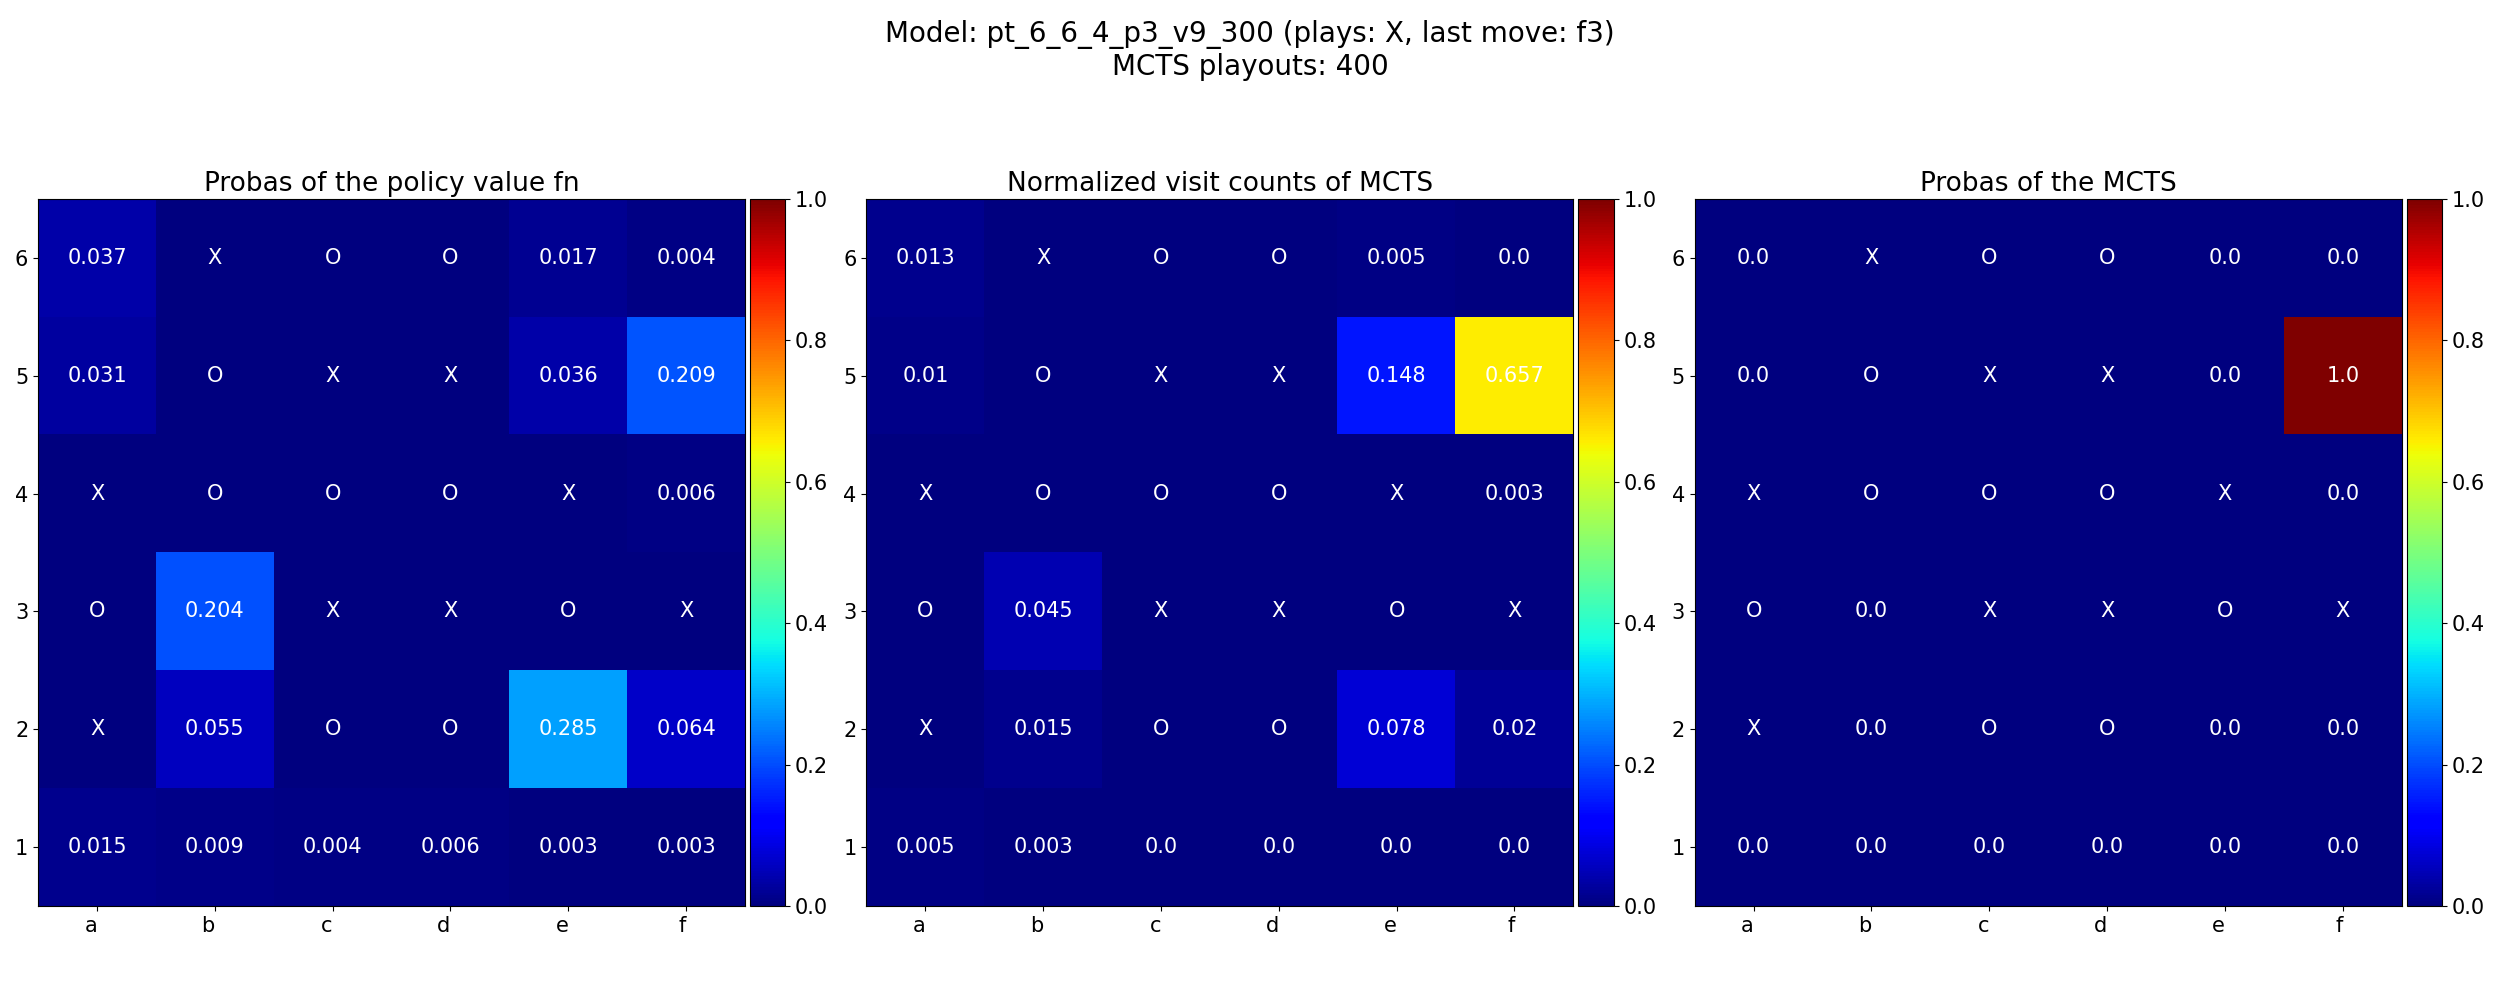 Model: pt_6_6_4_p3_v9_300 (plays: X, last move: f3)
MCTS playouts: 400
Probas of the policy value fn
6 0.037 X O O 0.017 0.004
5 0.031 O X X 0.036 0.209
4 X O O O X 0.006
3 O 0.204 X X O X
2 X 0.055 O O 0.285 0.064
1 0.015 0.009 0.004 0.006 0.003 0.003
a b c d e f
1.0
0.8
0.6
0.4
0.2
0.0
Normalized visit counts of MCTS
6 0.013 X O O 0.005 0.0
5 0.01 O X X 0.148 0.657
4 X O O O X 0.003
3 O 0.045 X X O X
2 X 0.015 O O 0.078 0.02
1 0.005 0.003 0.0 0.0 0.0 0.0
a b c d e f
1.0
0.8
0.6
0.4
0.2
0.0
Probas of the MCTS
6 0.0 X O O 0.0 0.0
5 0.0 O X X 0.0 1.0
4 X O O O X 0.0
3 O 0.0 X X O X
2 X 0.0 O O 0.0 0.0
1 0.0 0.0 0.0 0.0 0.0 0.0
a b c d e f
1.0
0.8
0.6
0.4
0.2
0.0